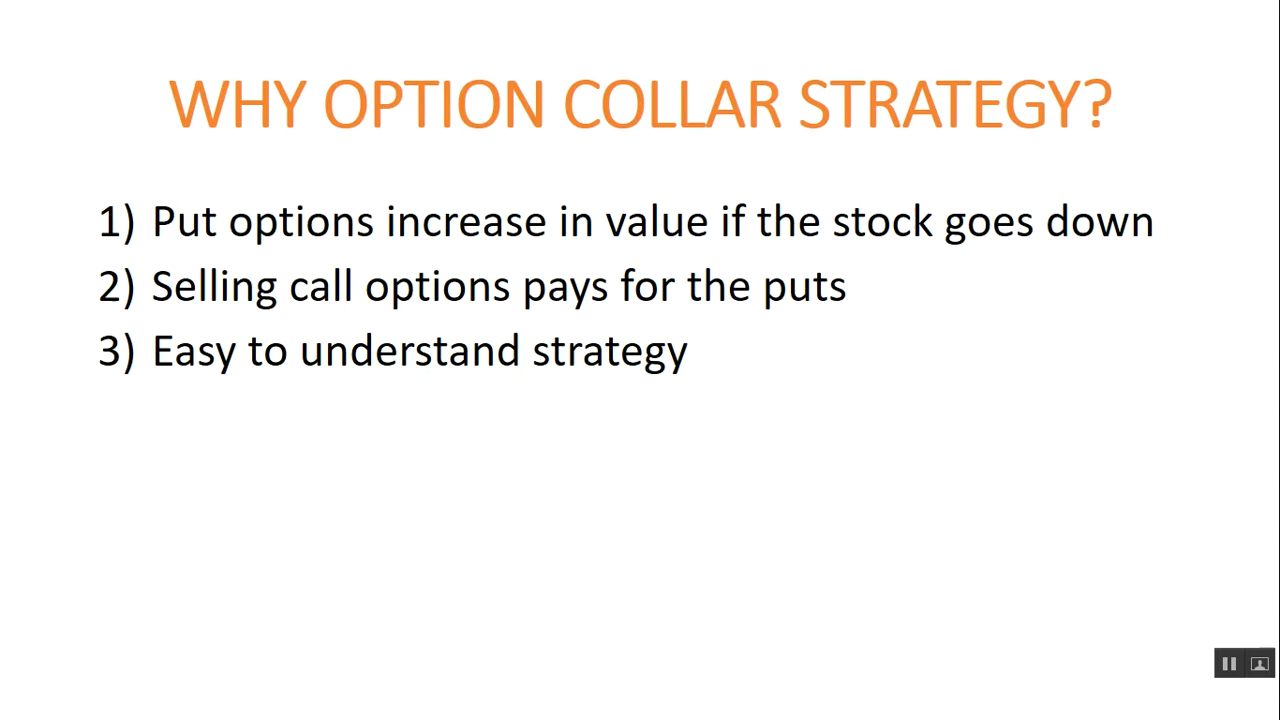 WHY OPTION COLLAR STRATEGY?
1) Put options increase in value if the stock goes down
2) Selling call options pays for the puts
3) Easy to understand strategy